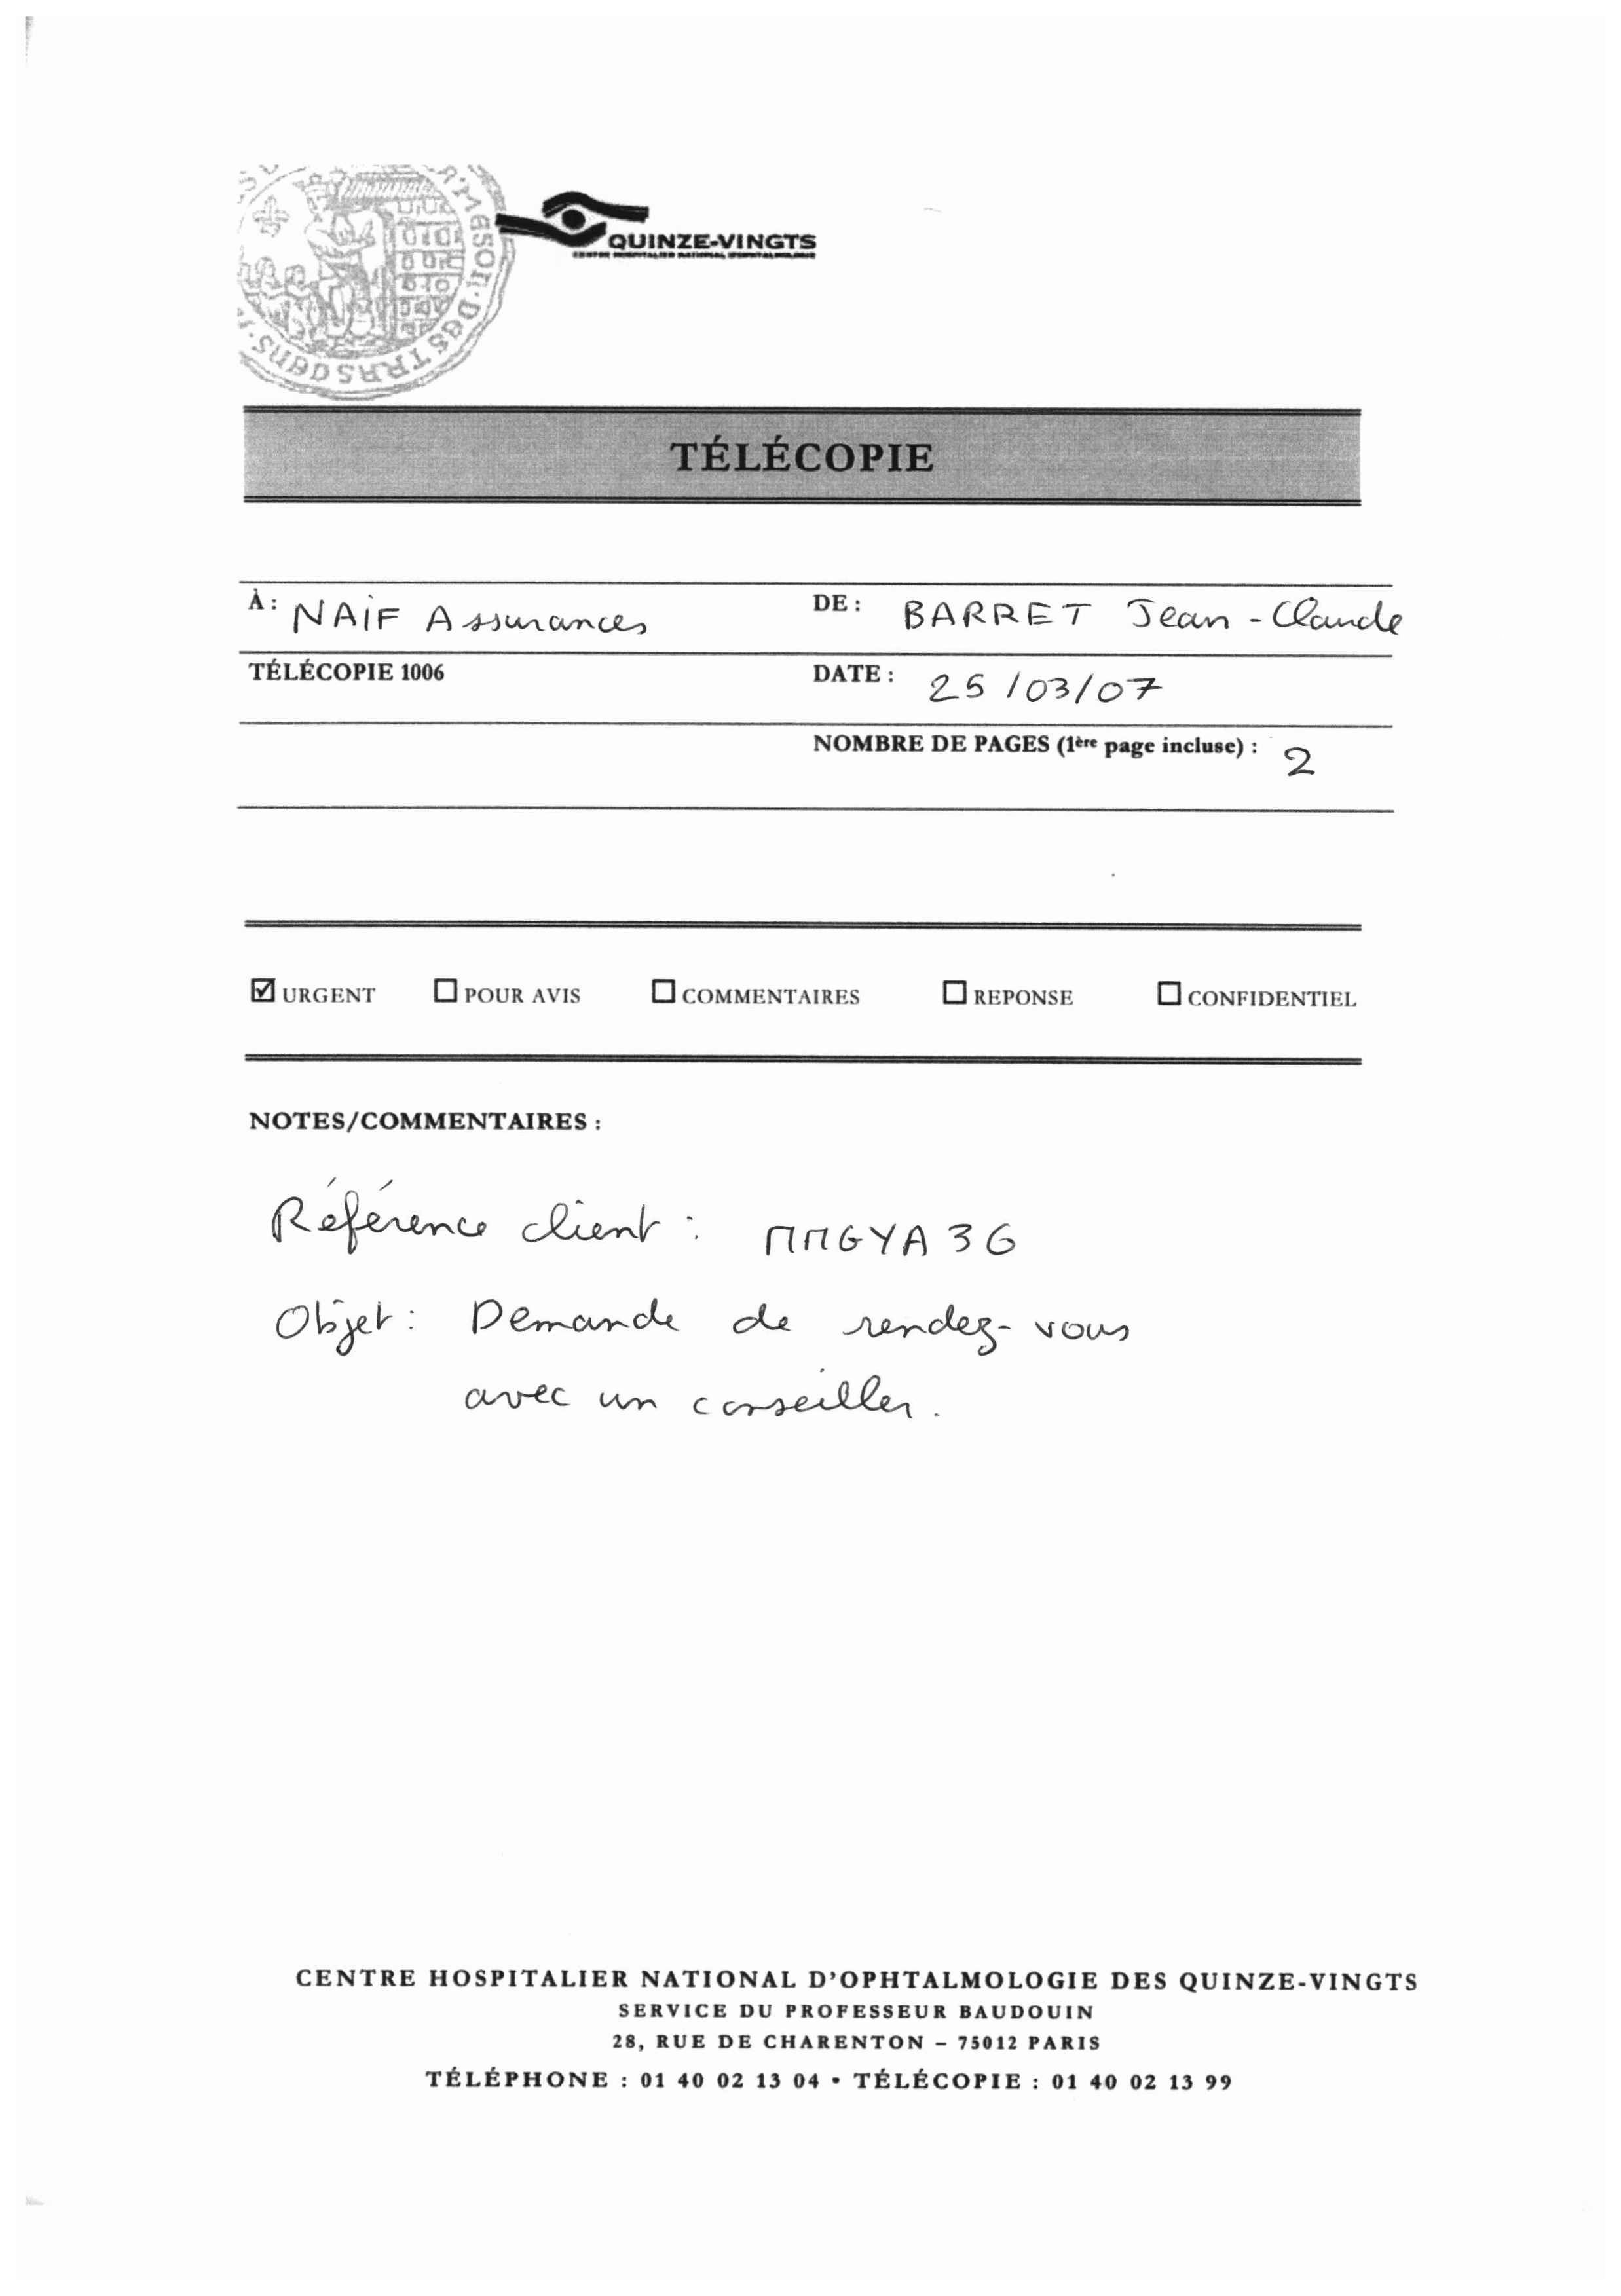 QUINZE-VINGTS
CENTRE HOSPITALIER NATIONAL D'OPHTALMOLOGIE
TÉLÉCOPIE
À : NAIF Assurances DE : BARRET Jean-Claude
TÉLÉCOPIE 1006 DATE : 25/03/07
NOMBRE DE PAGES (1ère page incluse) : 2
☑ URGENT ☐ POUR AVIS ☐ COMMENTAIRES ☐ REPONSE ☐ CONFIDENTIEL
NOTES/COMMENTAIRES :
Référence client : MMGYA36
Objet : Demande de rendez-vous
avec un conseiller.
CENTRE HOSPITALIER NATIONAL D'OPHTALMOLOGIE DES QUINZE-VINGTS
SERVICE DU PROFESSEUR BAUDOUIN
28, RUE DE CHARENTON – 75012 PARIS
TÉLÉPHONE : 01 40 02 13 04 • TÉLÉCOPIE : 01 40 02 13 99